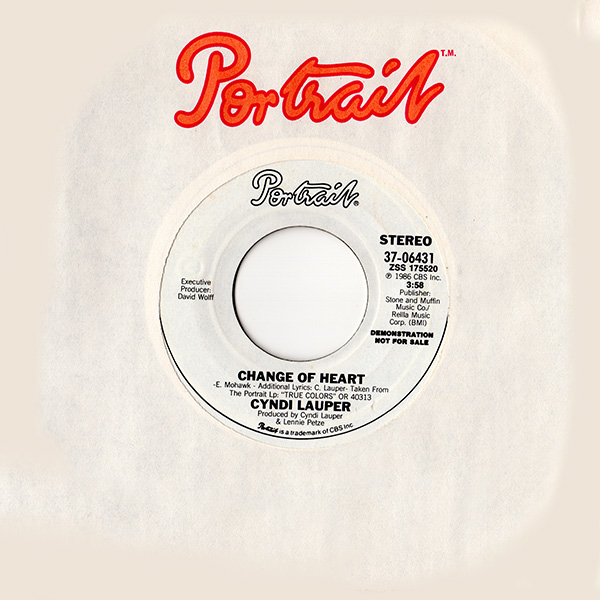 Portrait T.M.
Portrait®
STEREO
37-06431
ZSS 175520
℗ 1986 CBS Inc.
3:58
Publisher:
Stone and Muffin
Music Co./
Rellla Music
Corp. (BMI)
DEMONSTRATION
NOT FOR SALE
Executive
Producer:
David Wolff
CHANGE OF HEART
-E. Mohawk - Additional Lyrics: C. Lauper- Taken From
The Portrait Lp: "TRUE COLORS" OR 40313
CYNDI LAUPER
Produced by Cyndi Lauper
& Lennie Petze
Portrait is a trademark of CBS Inc.